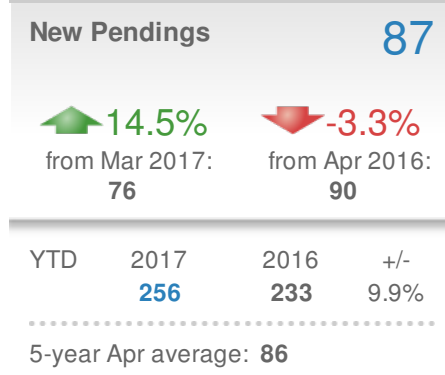 New Pendings 87
14.5% -3.3%
from Mar 2017: from Apr 2016:
76 90
YTD 2017 2016 +/-
256 233 9.9%
5-year Apr average: 86